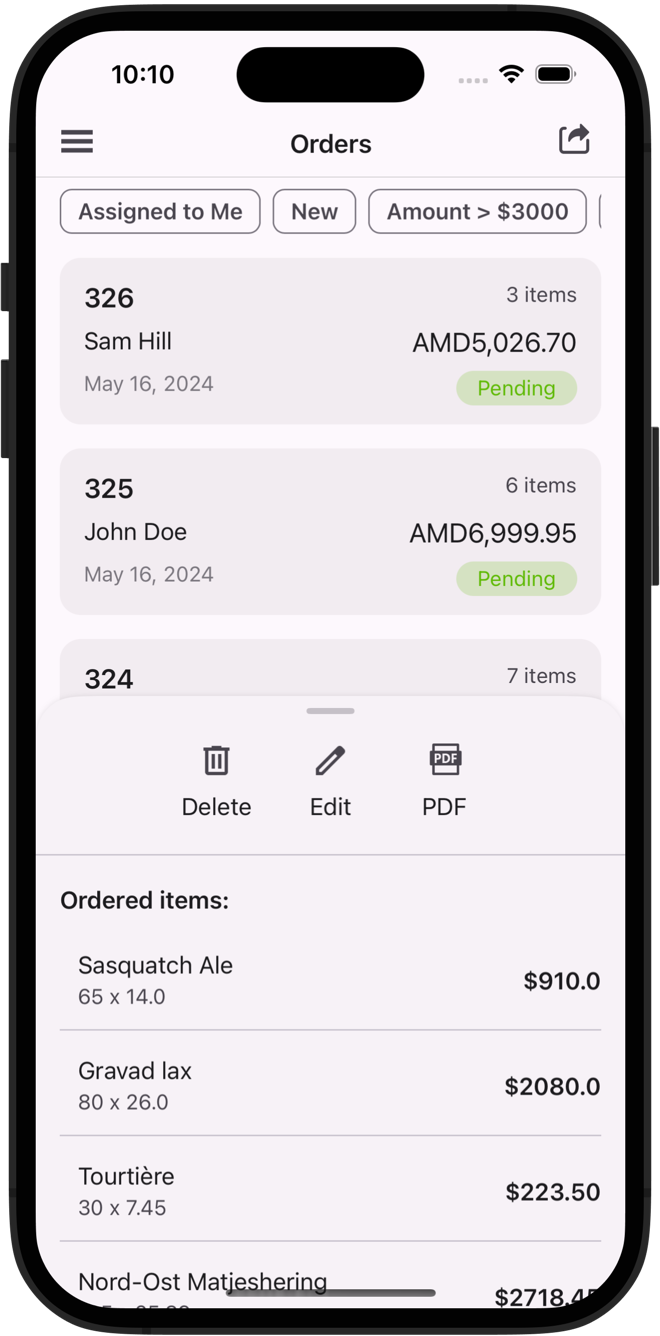 10:10
Orders
Assigned to Me New Amount > $3000
326 3 items
Sam Hill AMD5,026.70
May 16, 2024 Pending
325 6 items
John Doe AMD6,999.95
May 16, 2024 Pending
324 7 items
PDF
Delete Edit PDF
Ordered items:
Sasquatch Ale
65 x 14.0 $910.0
Gravad lax
80 x 26.0 $2080.0
Tourtière
30 x 7.45 $223.50
Nord-Ost Matjeshering
$2718.45